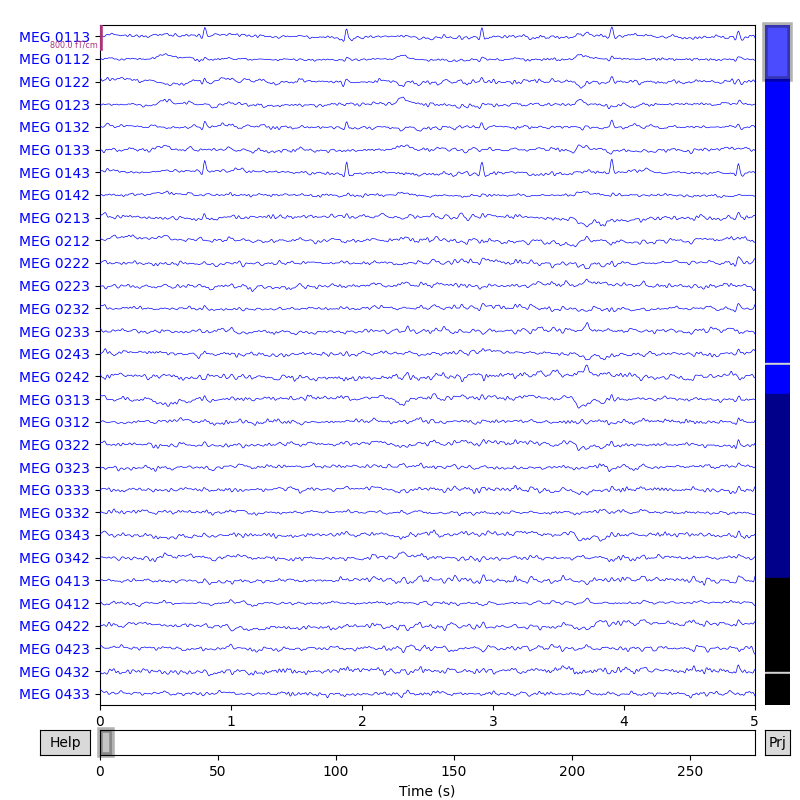 MEG 0113
800.0 fT/cm
MEG 0112
MEG 0122
MEG 0123
MEG 0132
MEG 0133
MEG 0143
MEG 0142
MEG 0213
MEG 0212
MEG 0222
MEG 0223
MEG 0232
MEG 0233
MEG 0243
MEG 0242
MEG 0313
MEG 0312
MEG 0322
MEG 0323
MEG 0333
MEG 0332
MEG 0343
MEG 0342
MEG 0413
MEG 0412
MEG 0422
MEG 0423
MEG 0432
MEG 0433
0 1 2 3 4 5
Help Prj
0 50 100 150 200 250
Time (s)